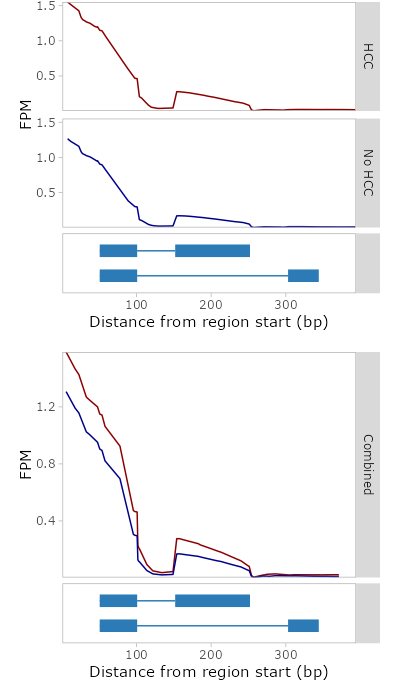 1.5
1.0
0.5
HCC
FPM
1.5
1.0
0.5
No HCC
100 200 300
Distance from region start (bp)
1.2
0.8
0.4
FPM
Combined
100 200 300
Distance from region start (bp)